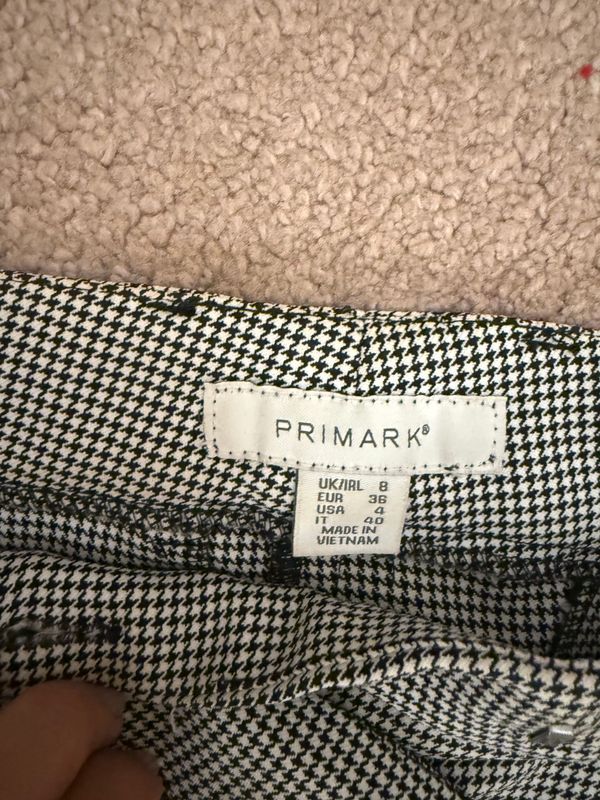 PRIMARK®
UK/IRL 8
EUR 36
USA 4
IT 40
MADE IN
VIETNAM